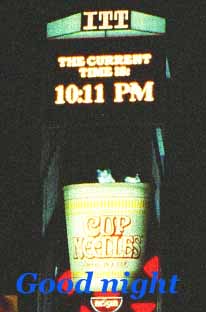 ITT
THE CURRENT
TIME IS:
10:11 PM
CUP
NOODLES
Good night